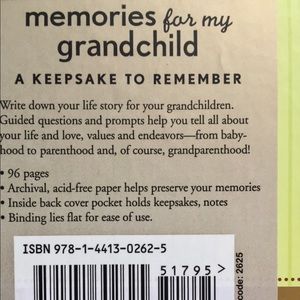 memories for my
grandchild
A KEEPSAKE TO REMEMBER
Write down your life story for your grandchildren.
Guided questions and prompts help you tell all about
your life and love, values and endeavors—from baby-
hood to parenthood and, of course, grandparenthood!
• 96 pages
• Archival, acid-free paper helps preserve your memories
• Inside back cover pocket holds keepsakes, notes
• Binding lies flat for ease of use.
ISBN 978-1-4413-0262-5
51795 >
code: 2625